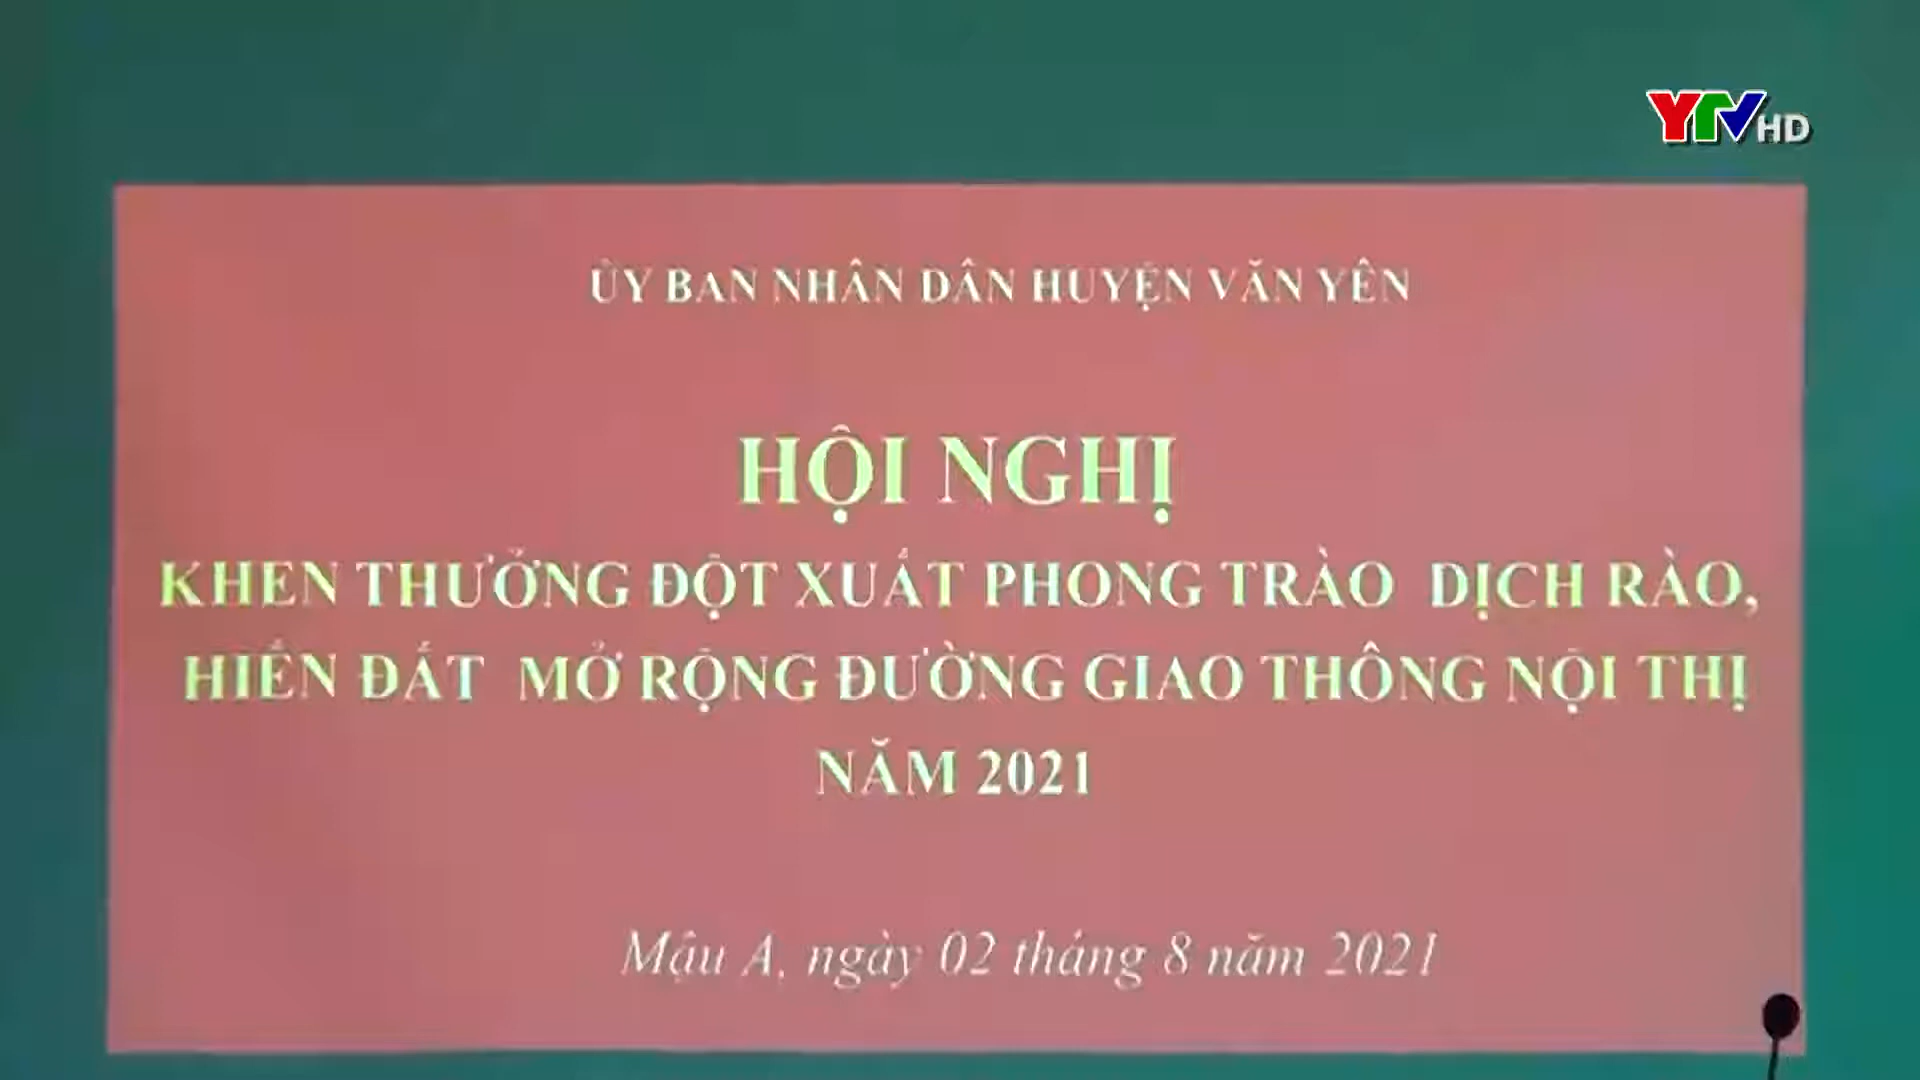 YTV HD
ỦY BAN NHÂN DÂN HUYỆN VĂN YÊN
HỘI NGHỊ
KHEN THƯỞNG ĐỘT XUẤT PHONG TRÀO DỊCH RÀO,
HIẾN ĐẤT MỞ RỘNG ĐƯỜNG GIAO THÔNG NỘI THỊ
NĂM 2021
Mậu A, ngày 02 tháng 8 năm 2021